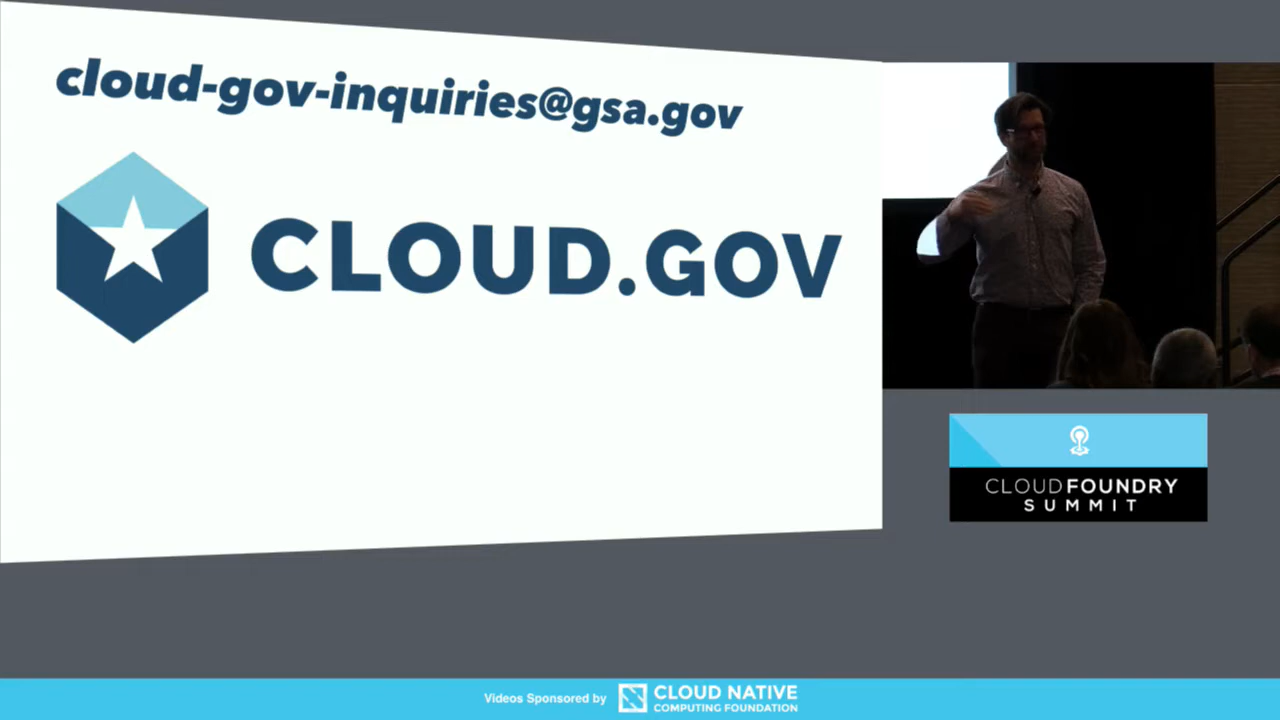 cloud-gov-inquiries@gsa.gov
CLOUD.GOV
CLOUDFOUNDRY
SUMMIT
Videos Sponsored by
CLOUD NATIVE
COMPUTING FOUNDATION